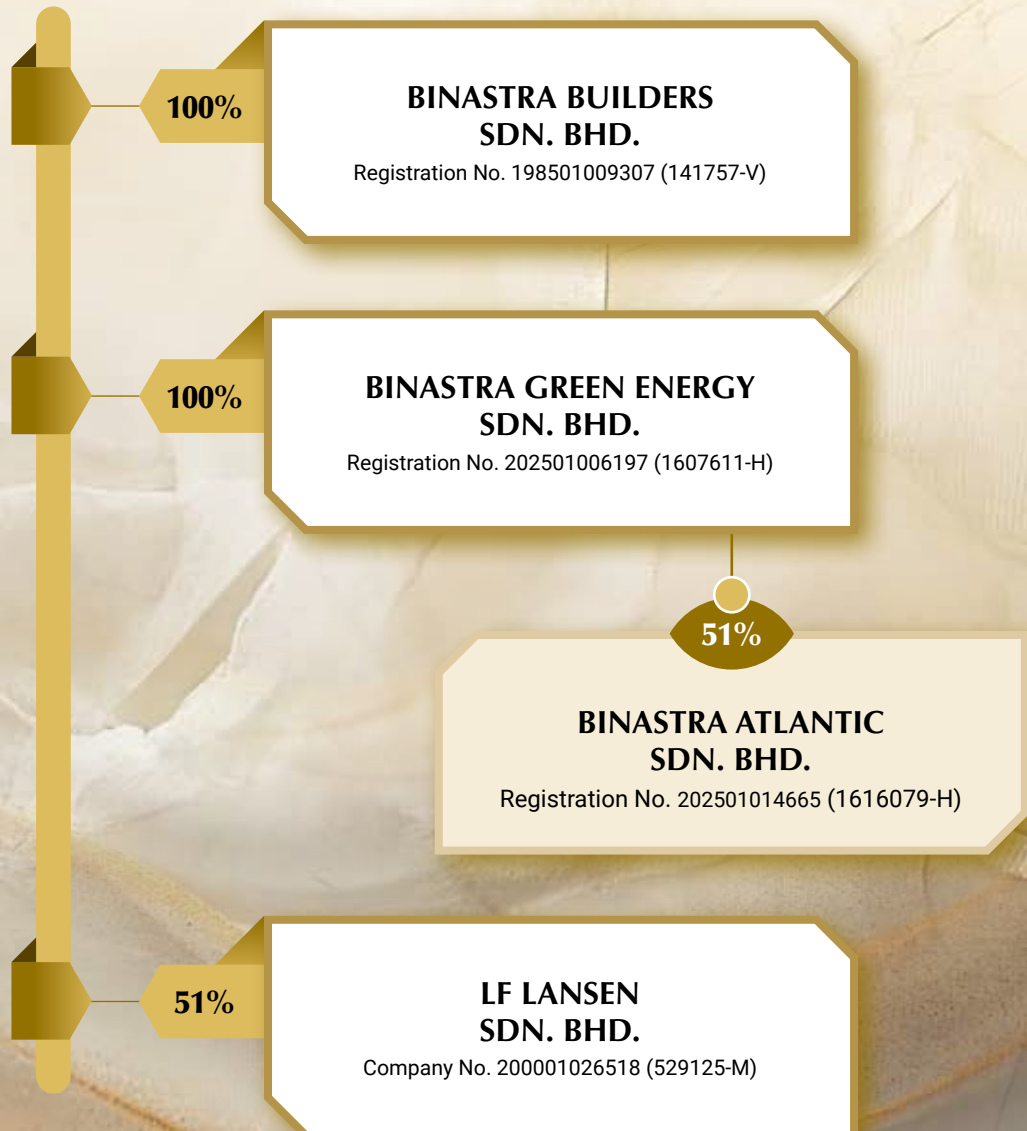 100%
BINASTRA BUILDERS
SDN. BHD.
Registration No. 198501009307 (141757-V)
100%
BINASTRA GREEN ENERGY
SDN. BHD.
Registration No. 202501006197 (1607611-H)
51%
BINASTRA ATLANTIC
SDN. BHD.
Registration No. 202501014665 (1616079-H)
51%
LF LANSEN
SDN. BHD.
Company No. 200001026518 (529125-M)